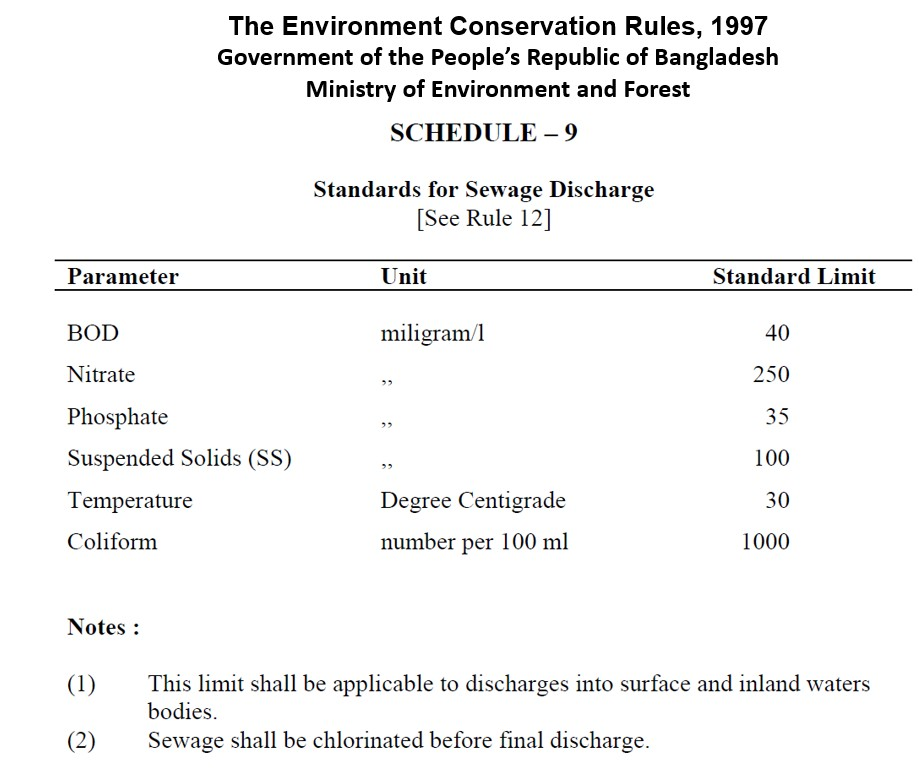 The Environment Conservation Rules, 1997
Government of the People’s Republic of Bangladesh
Ministry of Environment and Forest
SCHEDULE – 9
Standards for Sewage Discharge
[See Rule 12]
Parameter Unit Standard Limit
BOD miligram/l 40
Nitrate ,, 250
Phosphate ,, 35
Suspended Solids (SS) ,, 100
Temperature Degree Centigrade 30
Coliform number per 100 ml 1000
Notes :
(1) This limit shall be applicable to discharges into surface and inland waters
bodies.
(2) Sewage shall be chlorinated before final discharge.